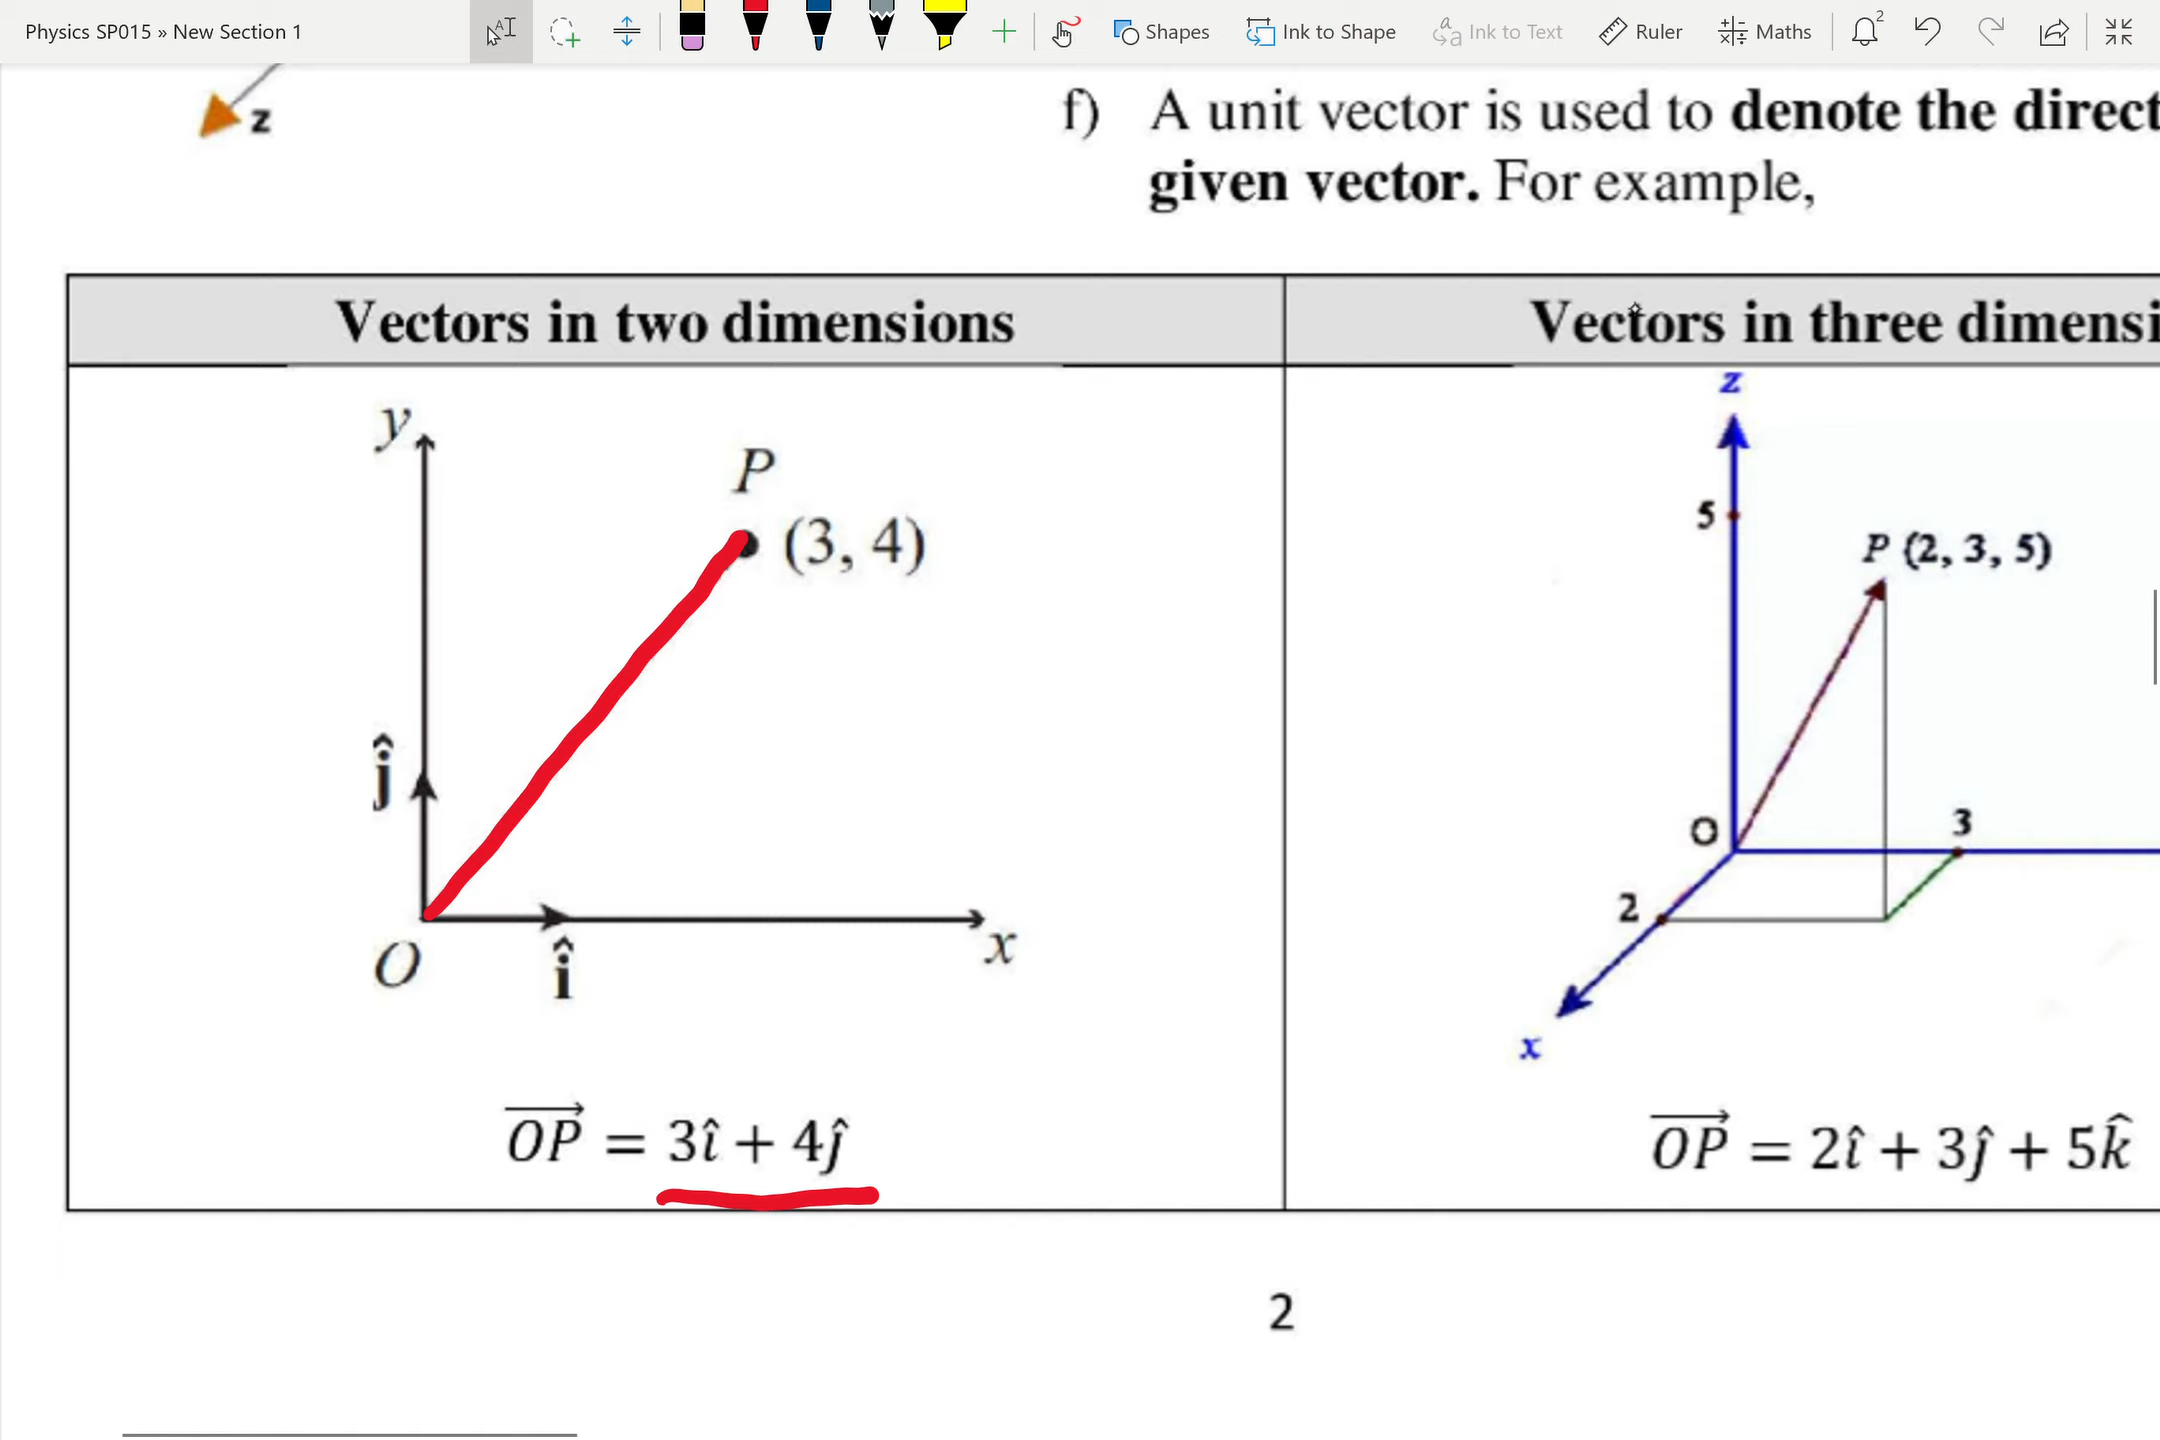 Physics SP015 » New Section 1
Shapes
Ink to Shape
Ink to Text
Ruler
Maths
2
z
f) A unit vector is used to denote the direct
given vector. For example,
Vectors in two dimensions
Vectors in three dimensi
y
P
(3, 4)
ĵ
O
î
x
OP⃗ = 3î + 4ĵ
z
5
P (2, 3, 5)
O
3
2
x
OP⃗ = 2î + 3ĵ + 5k̂
2